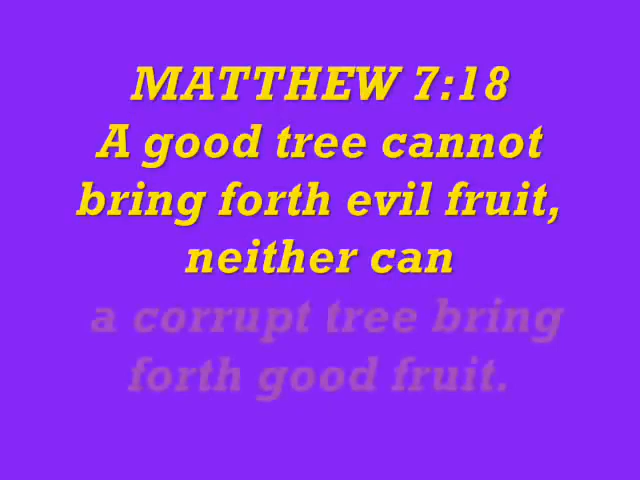 MATTHEW 7:18
A good tree cannot
bring forth evil fruit,
neither can
a corrupt tree bring
forth good fruit.